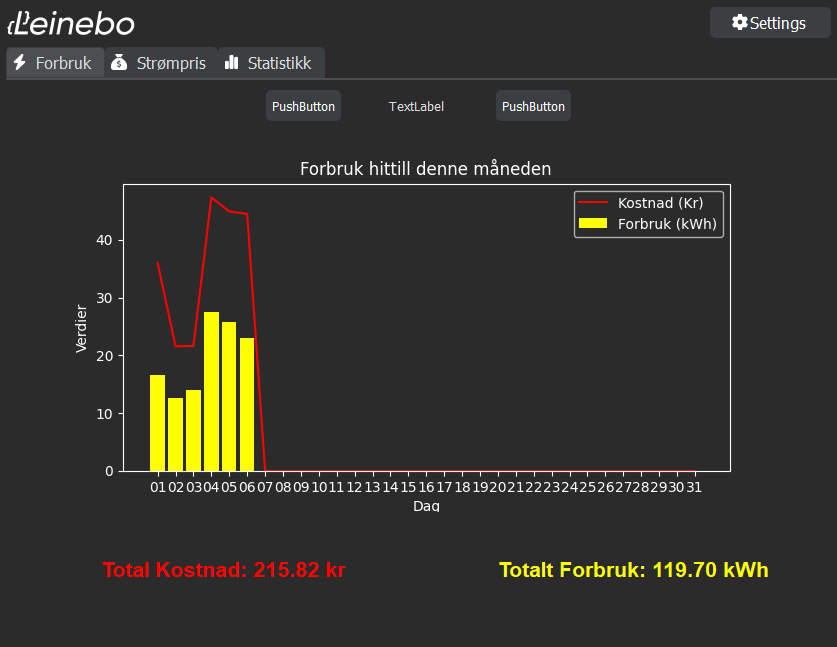 Leinebo
Settings
Forbruk Strømpris Statistikk
PushButton TextLabel PushButton
Forbruk hittill denne måneden
Kostnad (Kr)
Forbruk (kWh)
Verdier
40
30
20
10
0
01 02 03 04 05 06 07 08 09 10 11 12 13 14 15 16 17 18 19 20 21 22 23 24 25 26 27 28 29 30 31
Dag
Total Kostnad: 215.82 kr
Totalt Forbruk: 119.70 kWh